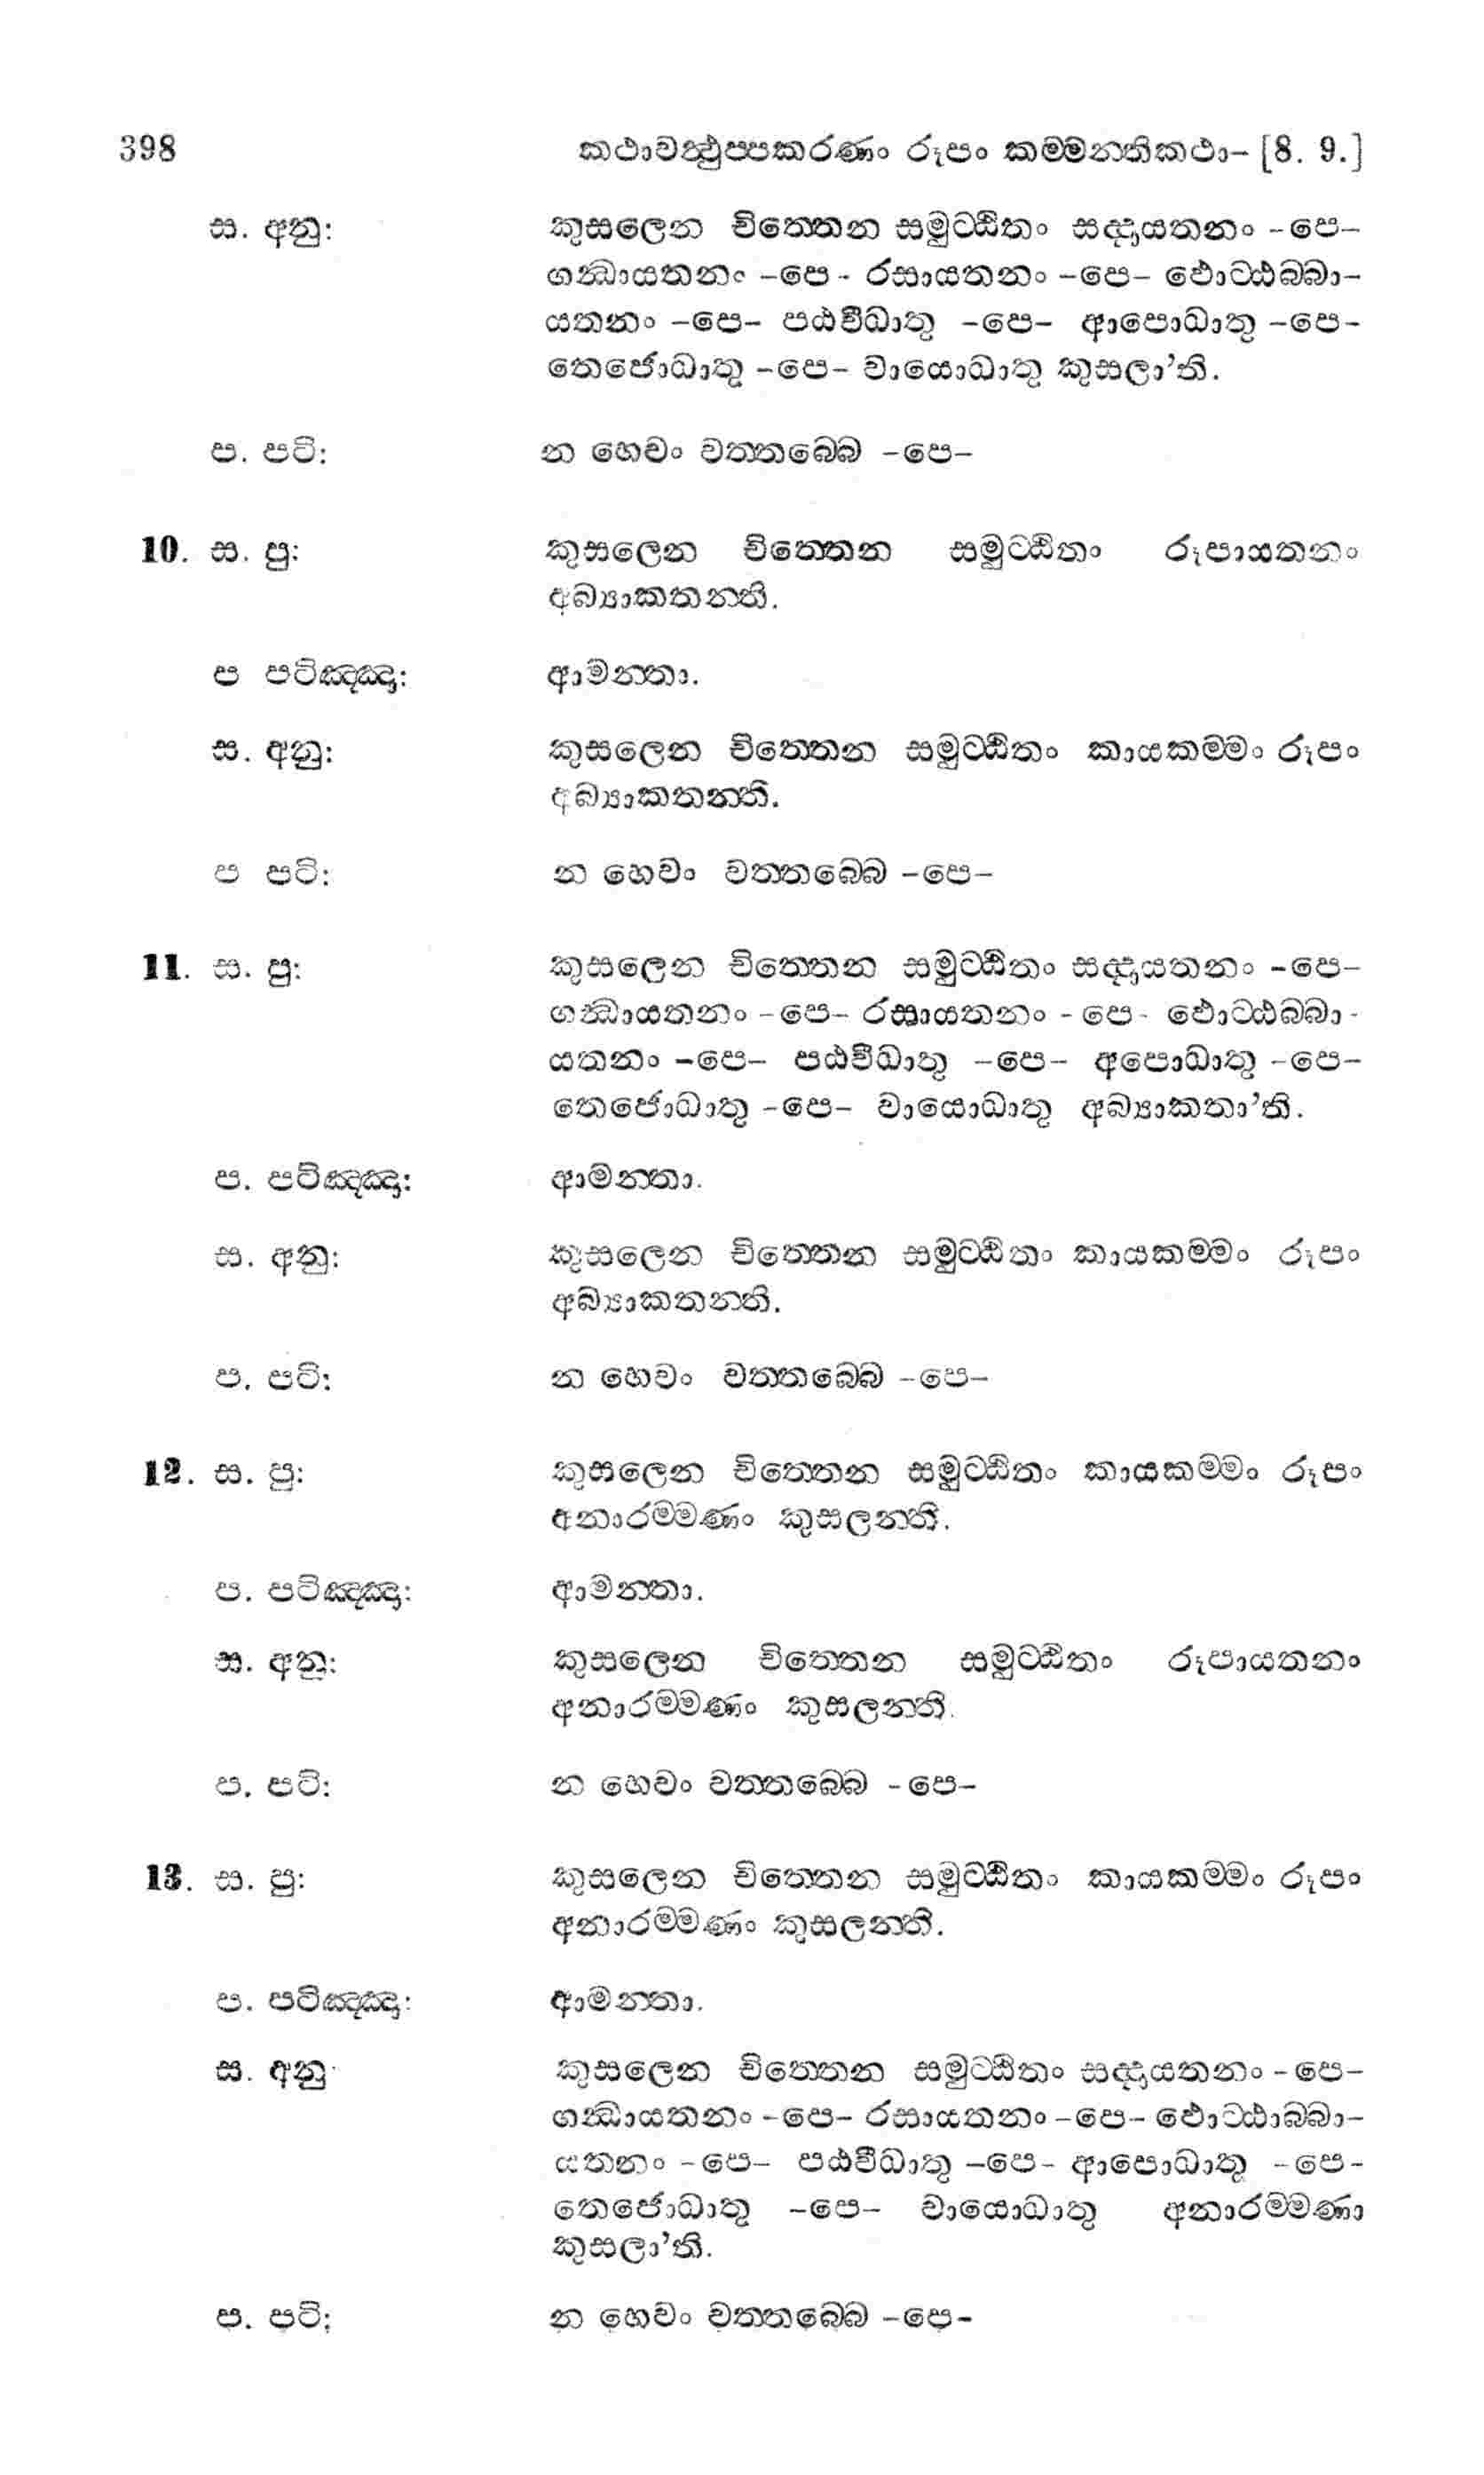 398 කථාවත්‍ථුප්පකරණං රූපං කම්මන්තිකථා- [8. 9.]
ස. අනු: කුසලෙන චිත්තෙන සමුට්ඨිතං සද්දායතනං -පෙ-
ගන්ධායතනං -පෙ- රසායතනං -පෙ- ඵොට්ඨබ්බා-
යතනං -පෙ- පඨවීධාතු -පෙ- ආපොධාතු -පෙ-
තෙජොධාතු -පෙ- වායොධාතු කුසලා'ති.
ප. පටි: න හෙවං වත්තබ්බෙ -පෙ-
10. ස. පු: කුසලෙන චිත්තෙන සමුට්ඨිතං රූපායතනං
අබ්‍යාකතන්ති.
ප පටිඤ්ඤා: ආමන්තා.
ස. අනු: කුසලෙන චිත්තෙන සමුට්ඨිතං කායකම්මං රූපං
අබ්‍යාකතන්ති.
ප පටි: න හෙවං වත්තබ්බෙ -පෙ-
11. ස. පු: කුසලෙන චිත්තෙන සමුට්ඨිතං සද්දායතනං -පෙ-
ගන්ධායතනං -පෙ- රසායතනං -පෙ- ඵොට්ඨබ්බා-
යතනං -පෙ- පඨවීධාතු -පෙ- අපොධාතු -පෙ-
තෙජොධාතු -පෙ- වායොධාතු අබ්‍යාකතා'ති.
ප. පටිඤ්ඤා: ආමන්තා.
ස. අනු: කුසලෙන චිත්තෙන සමුට්ඨිතං කායකම්මං රූපං
අබ්‍යාකතන්ති.
ප. පටි: න හෙවං වත්තබ්බෙ -පෙ-
12. ස. පු: කුසලෙන චිත්තෙන සමුට්ඨිතං කායකම්මං රූපං
අනාරම්මණං කුසලන්ති.
ප. පටිඤ්ඤා: ආමන්තා.
ස. අනු: කුසලෙන චිත්තෙන සමුට්ඨිතං රූපායතනං
අනාරම්මණං කුසලන්ති.
ප. පටි: න හෙවං වත්තබ්බෙ -පෙ-
13. ස. පු: කුසලෙන චිත්තෙන සමුට්ඨිතං කායකම්මං රූපං
අනාරම්මණං කුසලන්ති.
ප. පටිඤ්ඤා: ආමන්තා.
ස. අනු කුසලෙන චිත්තෙන සමුට්ඨිතං සද්දායතනං -පෙ-
ගන්ධායතනං -පෙ- රසායතනං -පෙ- ඵොට්ඨාබ්බා-
යතනං -පෙ- පඨවීධාතු -පෙ- ආපොධාතු -පෙ-
තෙජොධාතු -පෙ- වායොධාතු අනාරම්මණා
කුසලා'ති.
ප. පටි: න හෙවං වත්තබ්බෙ -පෙ-